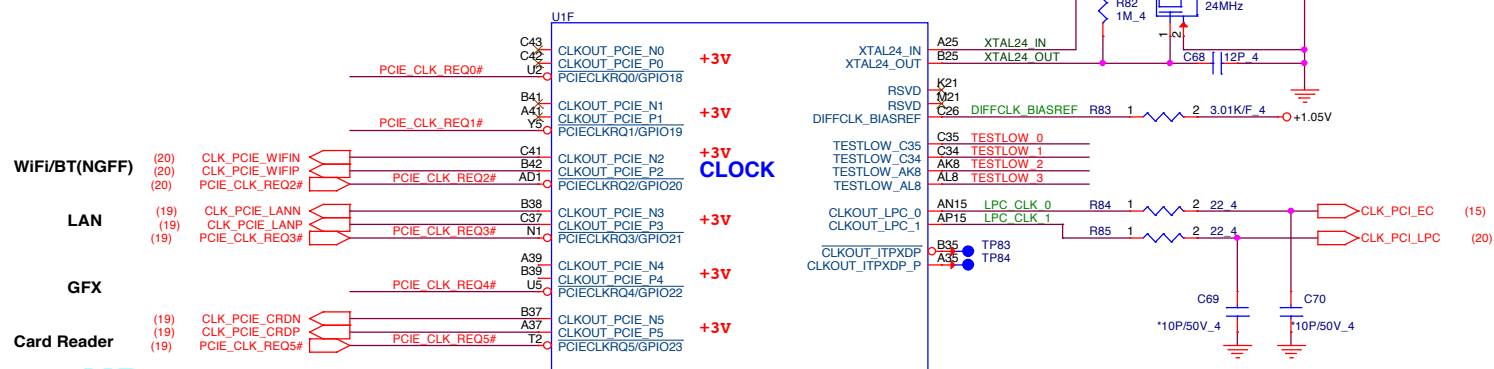 U1F
R82
1M_4
24MHz
1
2
C43 CLKOUT_PCIE_N0
C42 CLKOUT_PCIE_P0
+3V
PCIE_CLK_REQ0# U2 PCIECLKRQ0/GPIO18
B41 CLKOUT_PCIE_N1
A41 CLKOUT_PCIE_P1
+3V
PCIE_CLK_REQ1# Y5 PCIECLKRQ1/GPIO19
WiFi/BT(NGFF)
(20) CLK_PCIE_WIFIN C41 CLKOUT_PCIE_N2
(20) CLK_PCIE_WIFIP B42 CLKOUT_PCIE_P2
(20) PCIE_CLK_REQ2# PCIE_CLK_REQ2# AD1 PCIECLKRQ2/GPIO20
+3V
CLOCK
LAN
(19) CLK_PCIE_LANN B38 CLKOUT_PCIE_N3
(19) CLK_PCIE_LANP C37 CLKOUT_PCIE_P3
(19) PCIE_CLK_REQ3# PCIE_CLK_REQ3# N1 PCIECLKRQ3/GPIO21
+3V
GFX
A39 CLKOUT_PCIE_N4
B39 CLKOUT_PCIE_P4
PCIE_CLK_REQ4# U5 PCIECLKRQ4/GPIO22
+3V
Card Reader
(19) CLK_PCIE_CRDN B37 CLKOUT_PCIE_N5
(19) CLK_PCIE_CRDP A37 CLKOUT_PCIE_P5
(19) PCIE_CLK_REQ5# PCIE_CLK_REQ5# T2 PCIECLKRQ5/GPIO23
+3V
XTAL24_IN A25 XTAL24_IN
XTAL24_OUT B25 XTAL24_OUT
C68 12P_4
RSVD K21
RSVD M21
DIFFCLK_BIASREF C26 DIFFCLK_BIASREF R83 1 2 3.01K/F_4 +1.05V
TESTLOW_C35 C35 TESTLOW_0
TESTLOW_C34 C34 TESTLOW_1
TESTLOW_AK8 AK8 TESTLOW_2
TESTLOW_AL8 AL8 TESTLOW_3
CLKOUT_LPC_0 AN15 LPC_CLK_0 R84 1 2 22_4 CLK_PCI_EC (15)
CLKOUT_LPC_1 AP15 LPC_CLK_1 R85 1 2 22_4 CLK_PCI_LPC (20)
CLKOUT_ITPXDP B35 TP83
CLKOUT_ITPXDP_P A35 TP84
C69
*10P/50V_4
C70
*10P/50V_4